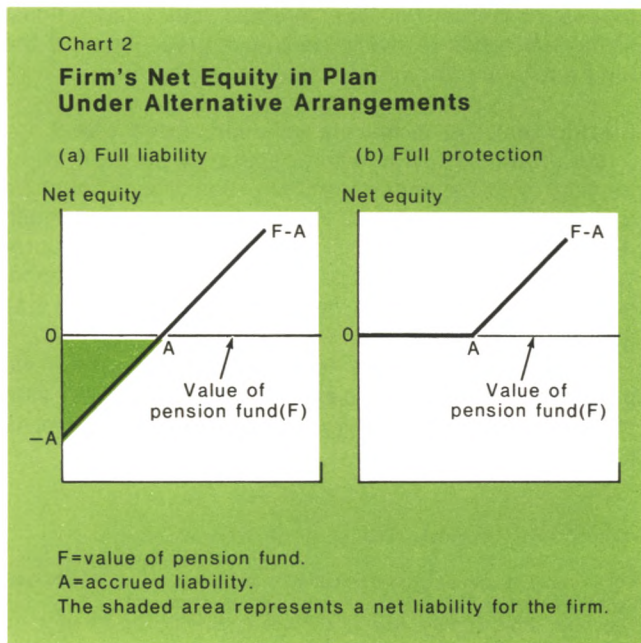 Chart 2
Firm's Net Equity in Plan
Under Alternative Arrangements
(a) Full liability
Net equity
F-A
0
A
Value of
pension fund(F)
—A
(b) Full protection
Net equity
F-A
0
A
Value of
pension fund(F)
F=value of pension fund.
A=accrued liability.
The shaded area represents a net liability for the firm.